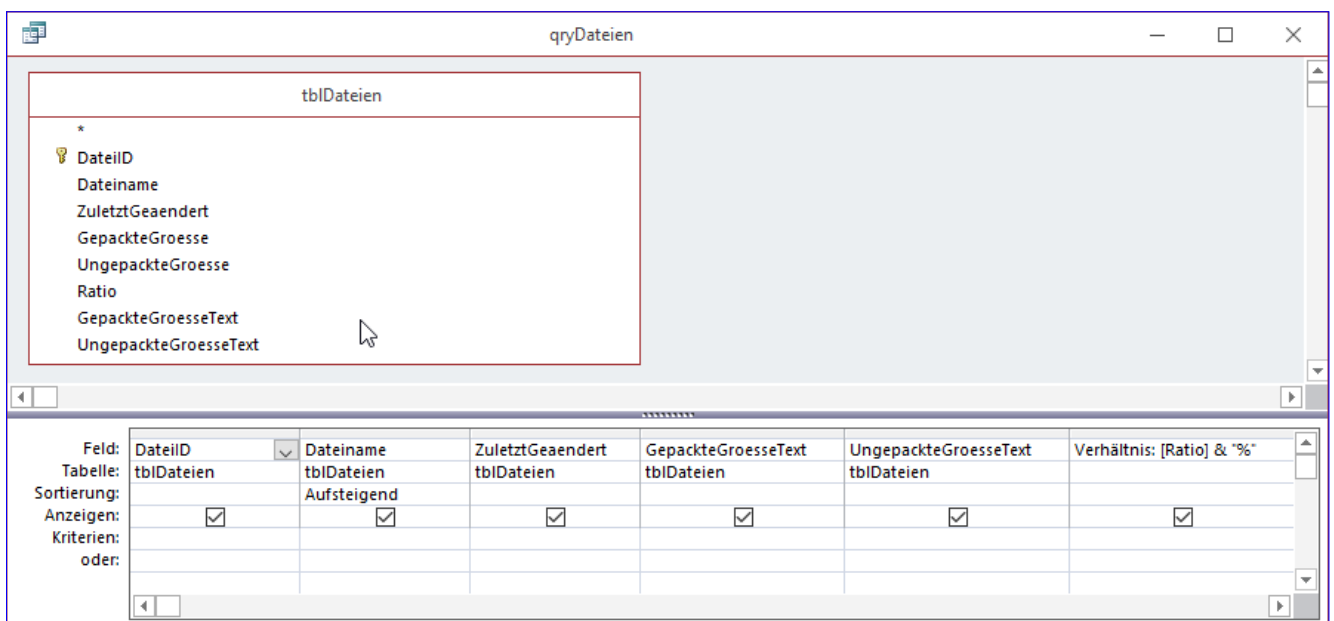 qryDateien
tblDateien
*
DateiID
Dateiname
ZuletztGeaendert
GepackteGroesse
UngepackteGroesse
Ratio
GepackteGroesseText
UngepackteGroesseText
Feld: DateiID Dateiname ZuletztGeaendert GepackteGroesseText UngepackteGroesseText Verhältnis: [Ratio] & "%"
Tabelle: tblDateien tblDateien tblDateien tblDateien tblDateien
Sortierung: Aufsteigend
Anzeigen:
Kriterien:
oder: